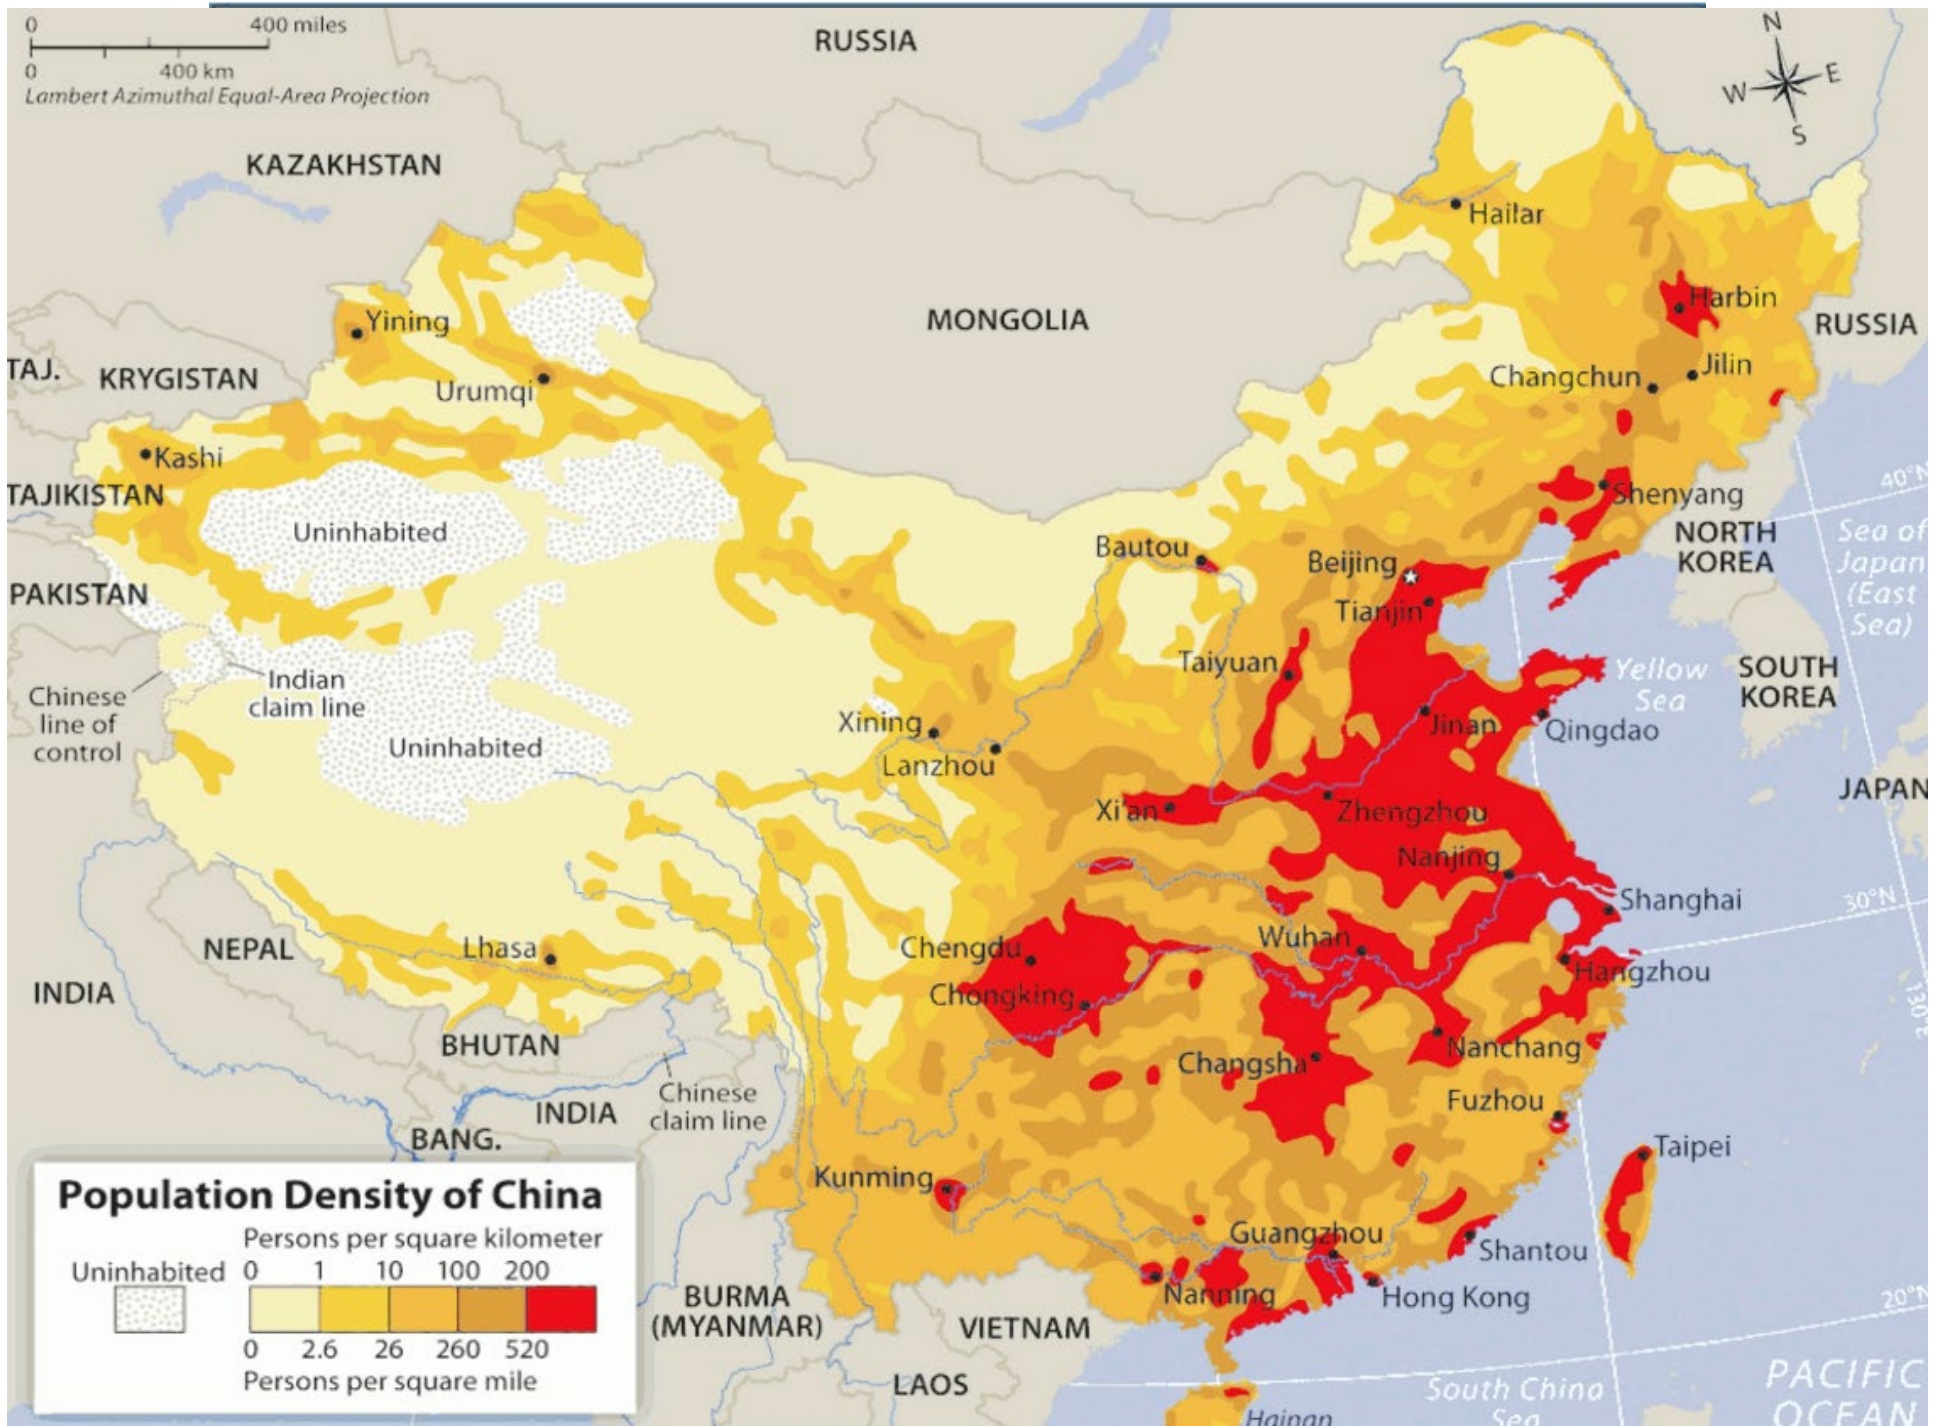 0 400 miles
0 400 km
Lambert Azimuthal Equal-Area Projection
RUSSIA
N
W E
S
KAZAKHSTAN
Hailar
MONGOLIA
Harbin
RUSSIA
Yining
TAJ.
KRYGISTAN
Urumqi
Changchun
Jilin
Kashi
TAJIKISTAN
Uninhabited
Shenyang
40°N
NORTH
KOREA
Sea of
Japan
(East
Sea)
Bautou
Beijing
Tianjin
PAKISTAN
Taiyuan
Yellow
Sea
SOUTH
KOREA
Indian
claim line
Chinese
line of
control
Xining
Lanzhou
Jinan
Qingdao
Uninhabited
JAPAN
Xi'an
Zhengzhou
Nanjing
Shanghai
30°N
NEPAL
Lhasa
Chengdu
Wuhan
Hangzhou
INDIA
Chongking
130°E
BHUTAN
Changsha
Nanchang
Chinese
claim line
INDIA
Fuzhou
BANG.
Taipei
Kunming
Guangzhou
Shantou
Nanning
Hong Kong
BURMA
(MYANMAR)
VIETNAM
20°N
LAOS
South China
Sea
PACIFIC
OCEAN
Hainan
Population Density of China
Persons per square kilometer
Uninhabited 0 1 10 100 200
0 2.6 26 260 520
Persons per square mile